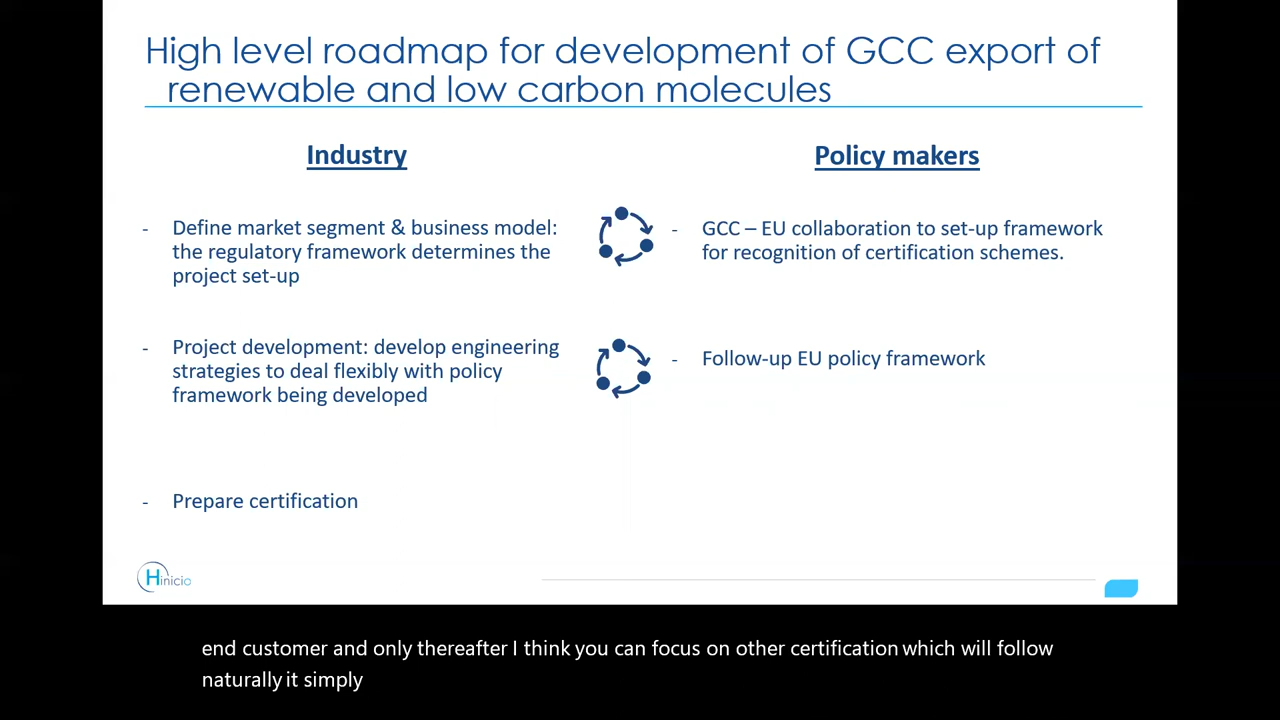 High level roadmap for development of GCC export of
renewable and low carbon molecules
Industry
- Define market segment & business model:
the regulatory framework determines the
project set-up
- Project development: develop engineering
strategies to deal flexibly with policy
framework being developed
- Prepare certification
Policy makers
- GCC – EU collaboration to set-up framework
for recognition of certification schemes.
- Follow-up EU policy framework
Hinicio
end customer and only thereafter I think you can focus on other certification which will follow
naturally it simply